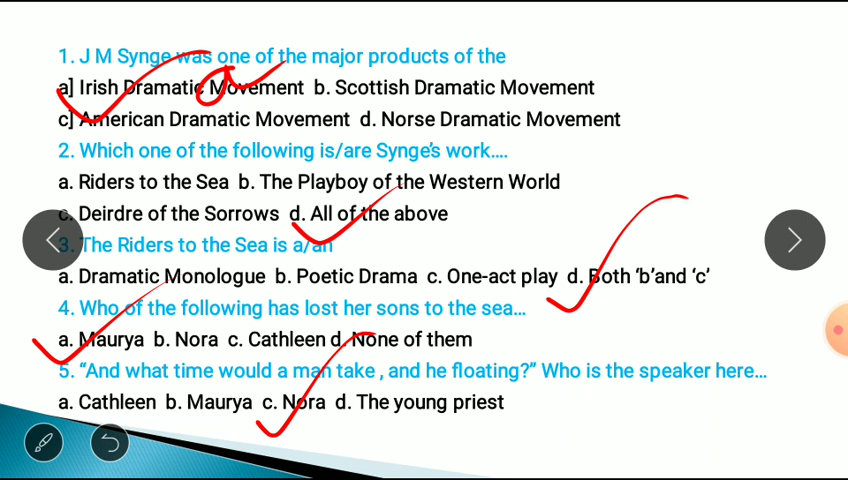 1. J M Synge was one of the major products of the
a] Irish Dramatic Movement b. Scottish Dramatic Movement
a
c] American Dramatic Movement d. Norse Dramatic Movement
2. Which one of the following is/are Synge's work....
a. Riders to the Sea b. The Playboy of the Western World
c. Deirdre of the Sorrows d. All of the above
3. The Riders to the Sea is a/an
a. Dramatic Monologue b. Poetic Drama c. One-act play d. Both 'b'and 'c'
4. Who of the following has lost her sons to the sea...
a. Maurya b. Nora c. Cathleen d. None of them
5. “And what time would a man take , and he floating?” Who is the speaker here...
a. Cathleen b. Maurya c. Nora d. The young priest